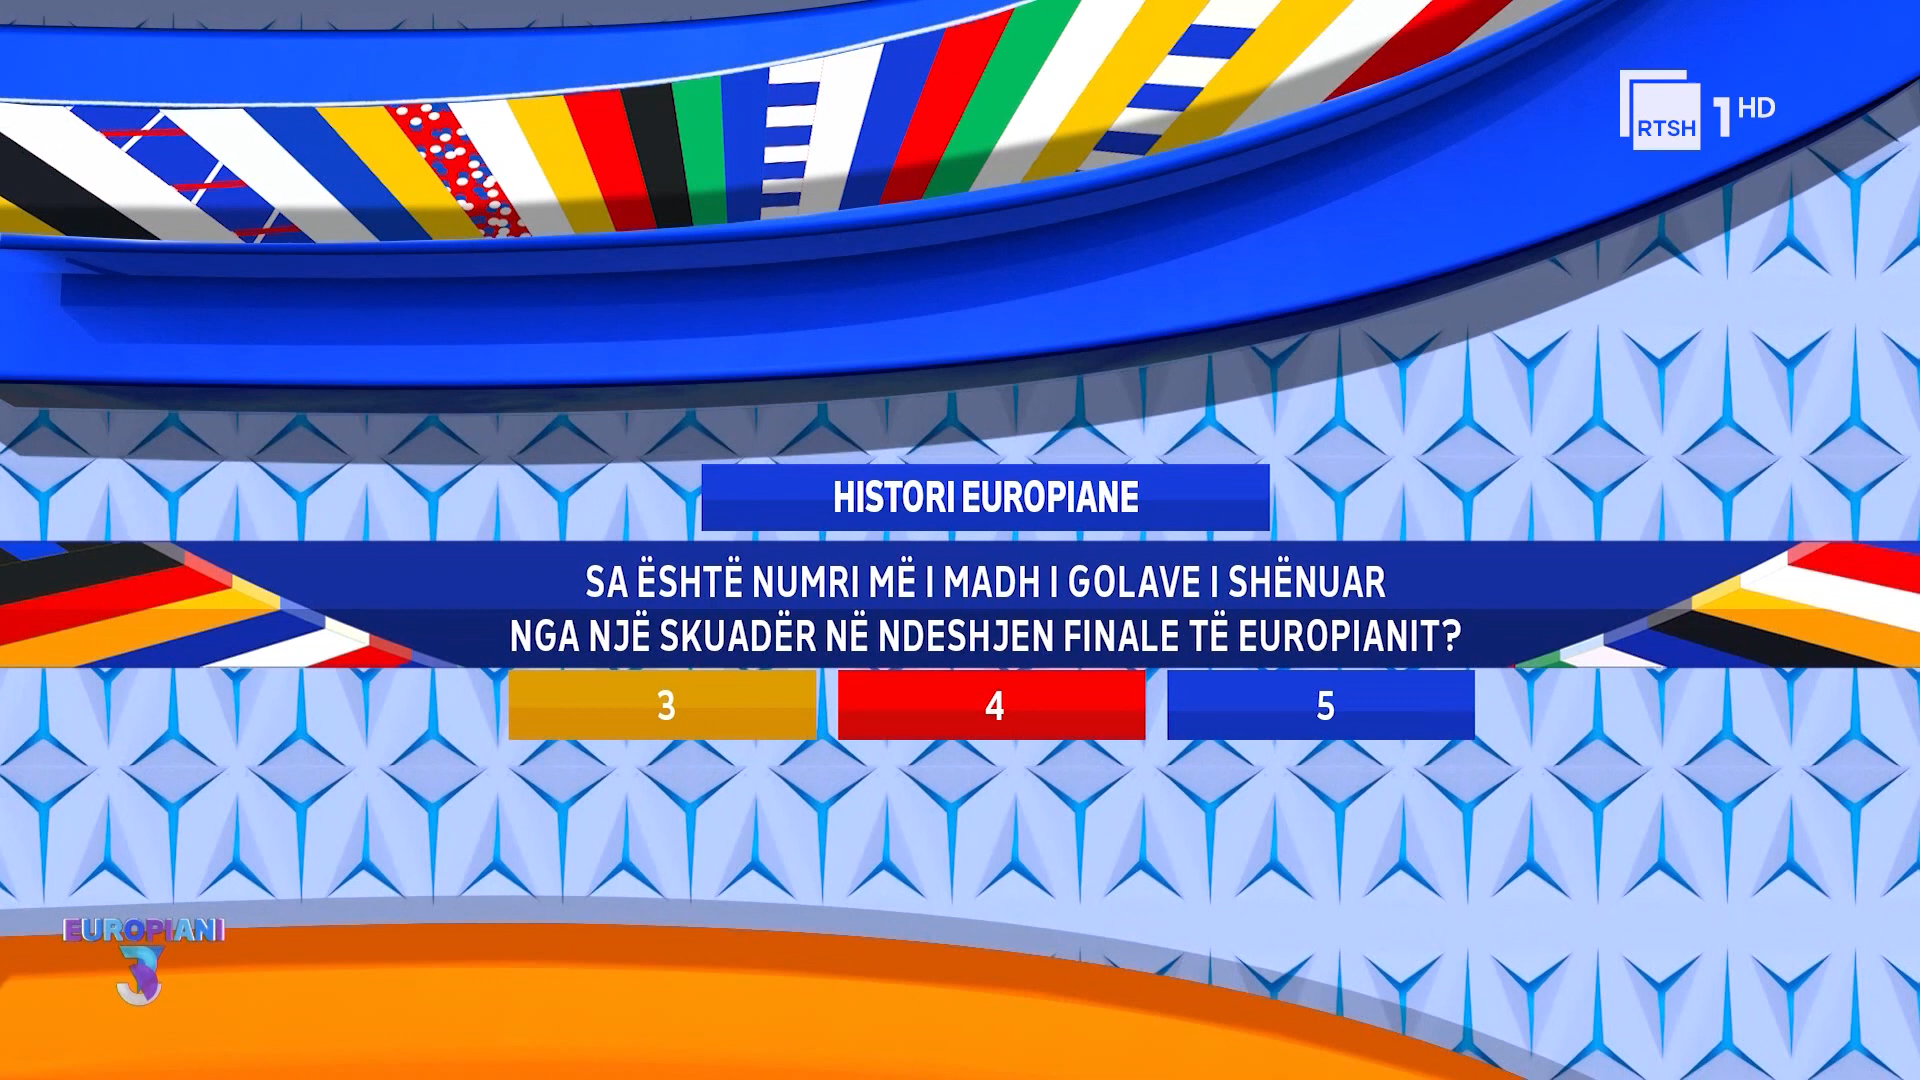 RTSH 1 HD
HISTORI EUROPIANE
SA ËSHTË NUMRI MË I MADH I GOLAVE I SHËNUAR
NGA NJË SKUADËR NË NDESHJEN FINALE TË EUROPIANIT?
3 4 5
EUROPIANI
3